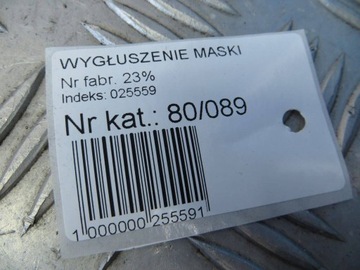 WYGŁUSZENIE MASKI
Nr fabr. 23%
Indeks: 025559
Nr kat.: 80/089
1 000000 255591